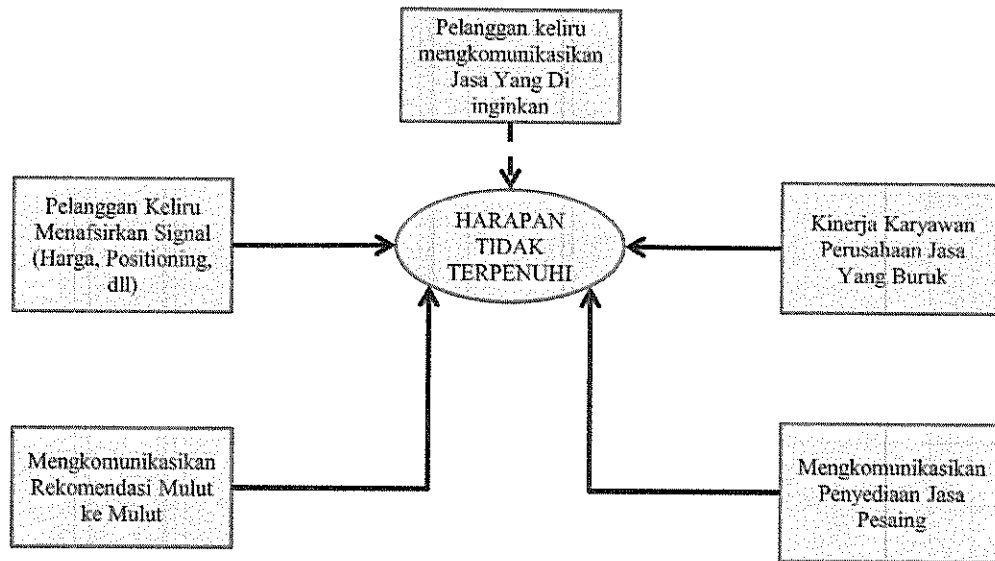 Pelanggan keliru
mengkomunikasikan
Jasa Yang Di
inginkan
Pelanggan Keliru
Menafsirkan Signal
(Harga, Positioning,
dll)
HARAPAN
TIDAK
TERPENUHI
Kinerja Karyawan
Perusahaan Jasa
Yang Buruk
Mengkomunikasikan
Rekomendasi Mulut
ke Mulut
Mengkomunikasikan
Penyediaan Jasa
Pesaing